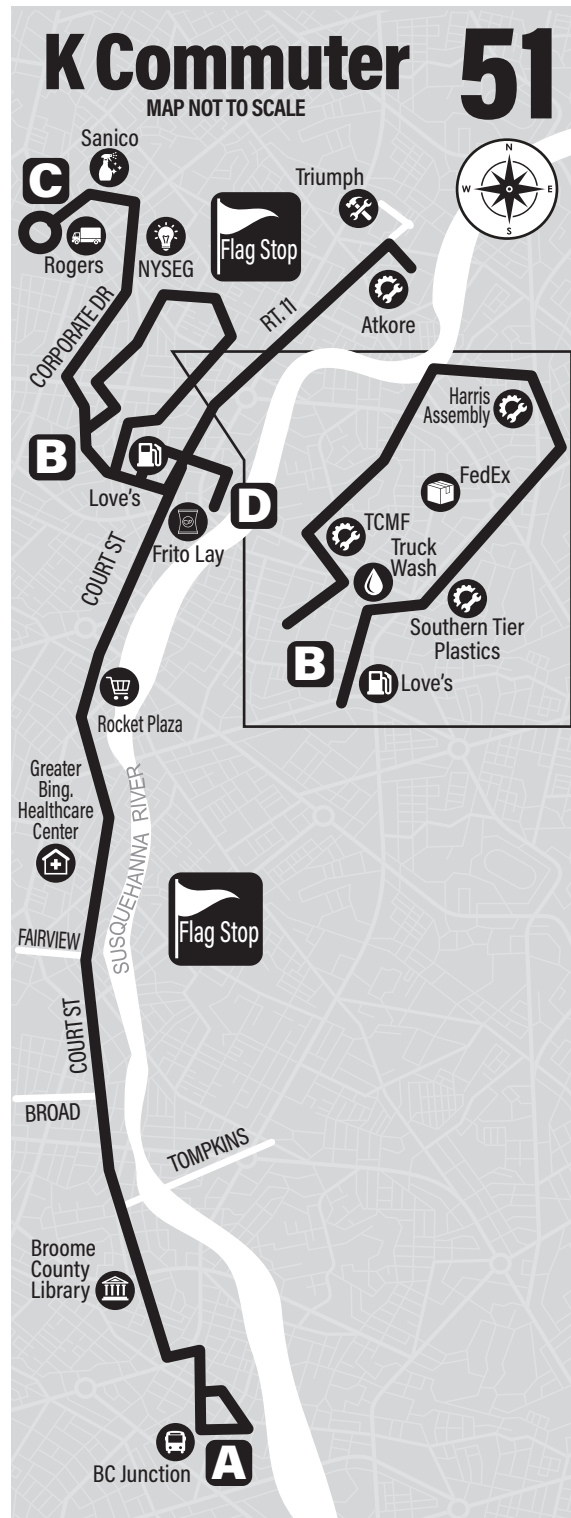 K Commuter 51
MAP NOT TO SCALE
N
W E
S
Sanico
C
Triumph
Flag Stop
Rogers
NYSEG
RT. 11
Atkore
CORPORATE DR
Harris
Assembly
B
FedEx
Love's
D
Frito Lay
TCMF
Truck
Wash
COURT ST
Southern Tier
Plastics
B
Love's
Rocket Plaza
Greater
Bing.
Healthcare
Center
SUSQUEHANNA RIVER
Flag Stop
FAIRVIEW
COURT ST
BROAD
TOMPKINS
Broome
County
Library
BC Junction
A